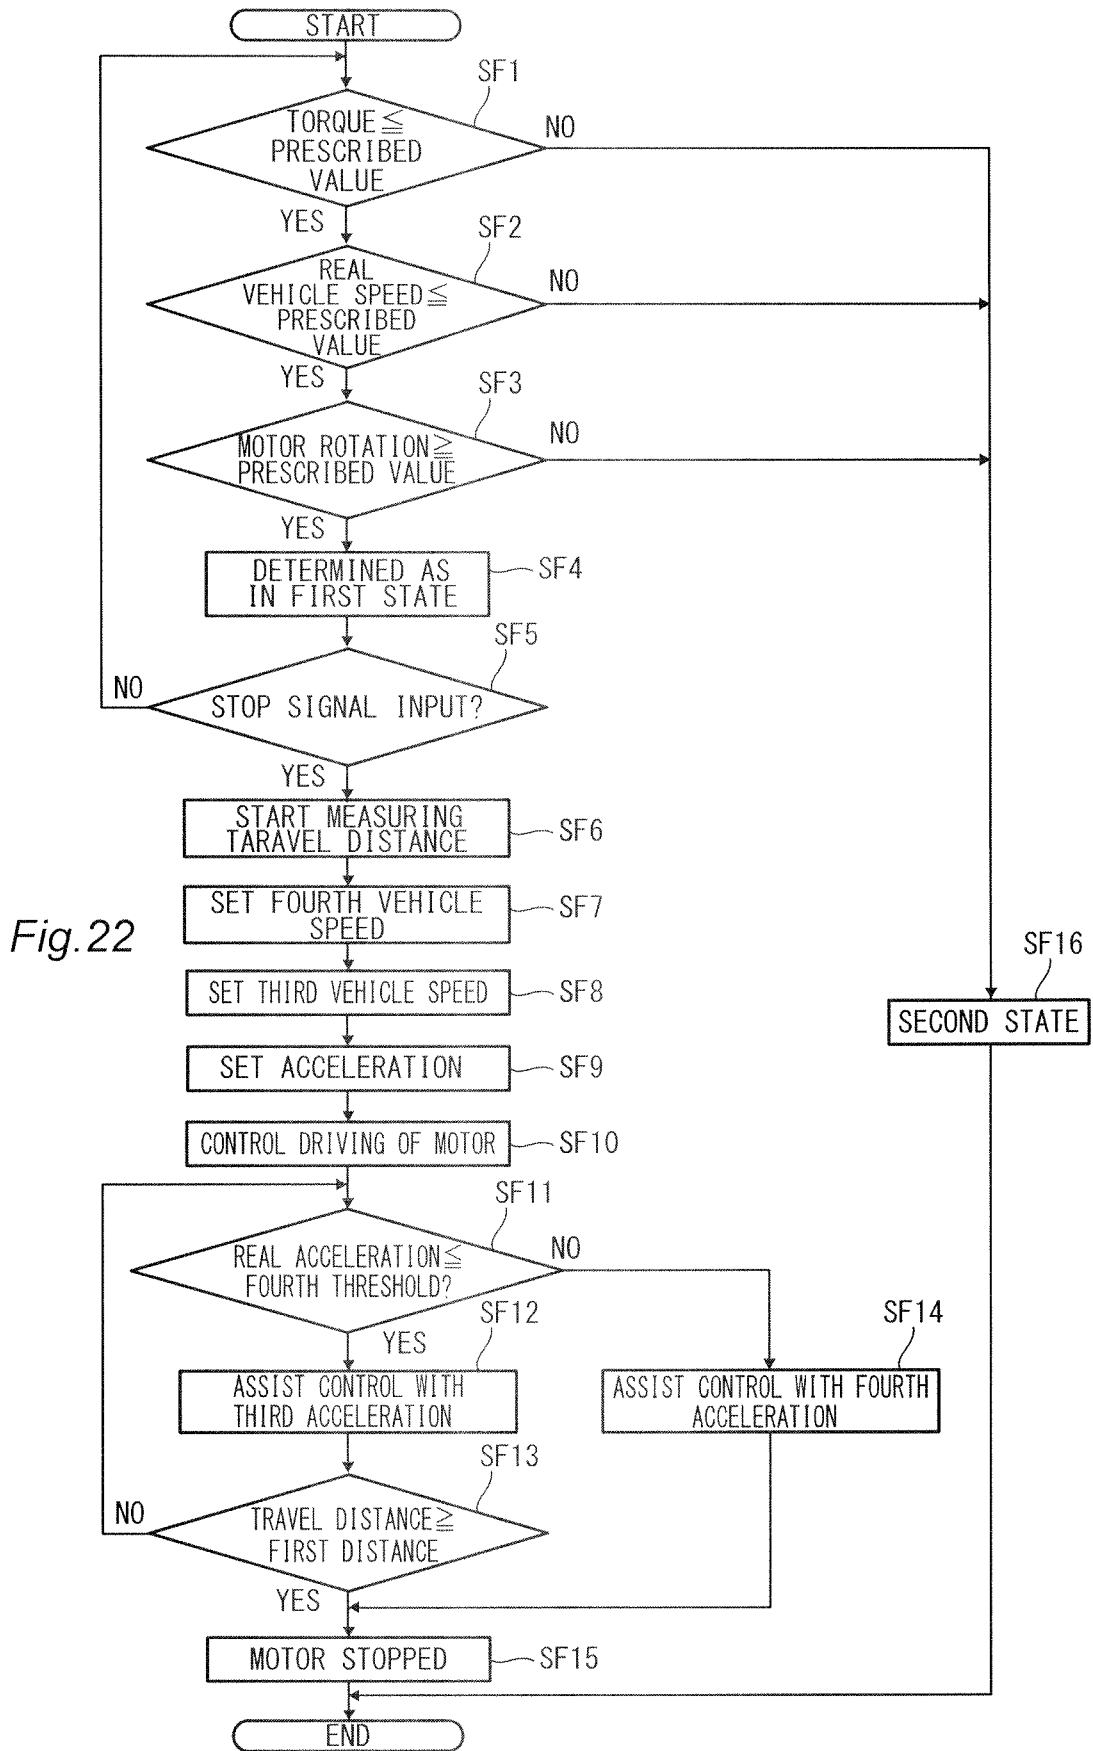 START
SF1
TORQUE≦
PRESCRIBED
VALUE
NO
YES
SF2
REAL
VEHICLE SPEED≦
PRESCRIBED
VALUE
NO
YES
SF3
MOTOR ROTATION≧
PRESCRIBED VALUE
NO
YES
DETERMINED AS
IN FIRST STATE
SF4
SF5
NO
STOP SIGNAL INPUT?
YES
START MEASURING
TARAVEL DISTANCE
SF6
SET FOURTH VEHICLE
SPEED
SF7
Fig.22
SF16
SET THIRD VEHICLE SPEED
SF8
SECOND STATE
SET ACCELERATION
SF9
CONTROL DRIVING OF MOTOR
SF10
SF11
REAL ACCELERATION≦
FOURTH THRESHOLD?
NO
YES
SF12
SF14
ASSIST CONTROL WITH
THIRD ACCELERATION
ASSIST CONTROL WITH FOURTH
ACCELERATION
SF13
NO
TRAVEL DISTANCE≧
FIRST DISTANCE
YES
MOTOR STOPPED
SF15
END